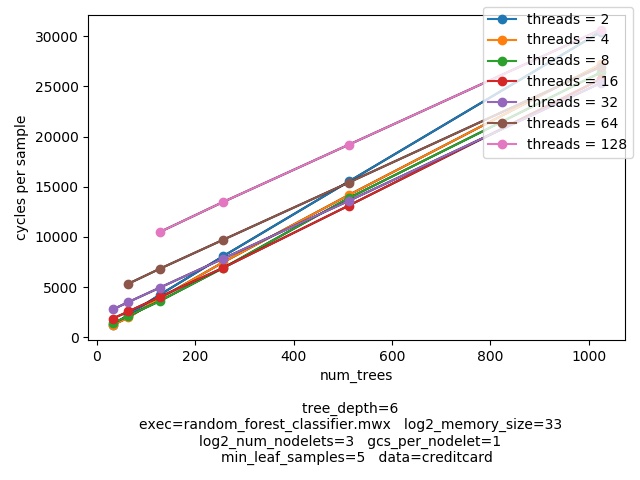 threads = 2
threads = 4
threads = 8
threads = 16
threads = 32
threads = 64
threads = 128
30000
25000
20000
15000
10000
5000
0
cycles per sample
0 200 400 600 800 1000
num_trees
tree_depth=6
exec=random_forest_classifier.mwx log2_memory_size=33
log2_num_nodelets=3 gcs_per_nodelet=1
min_leaf_samples=5 data=creditcard